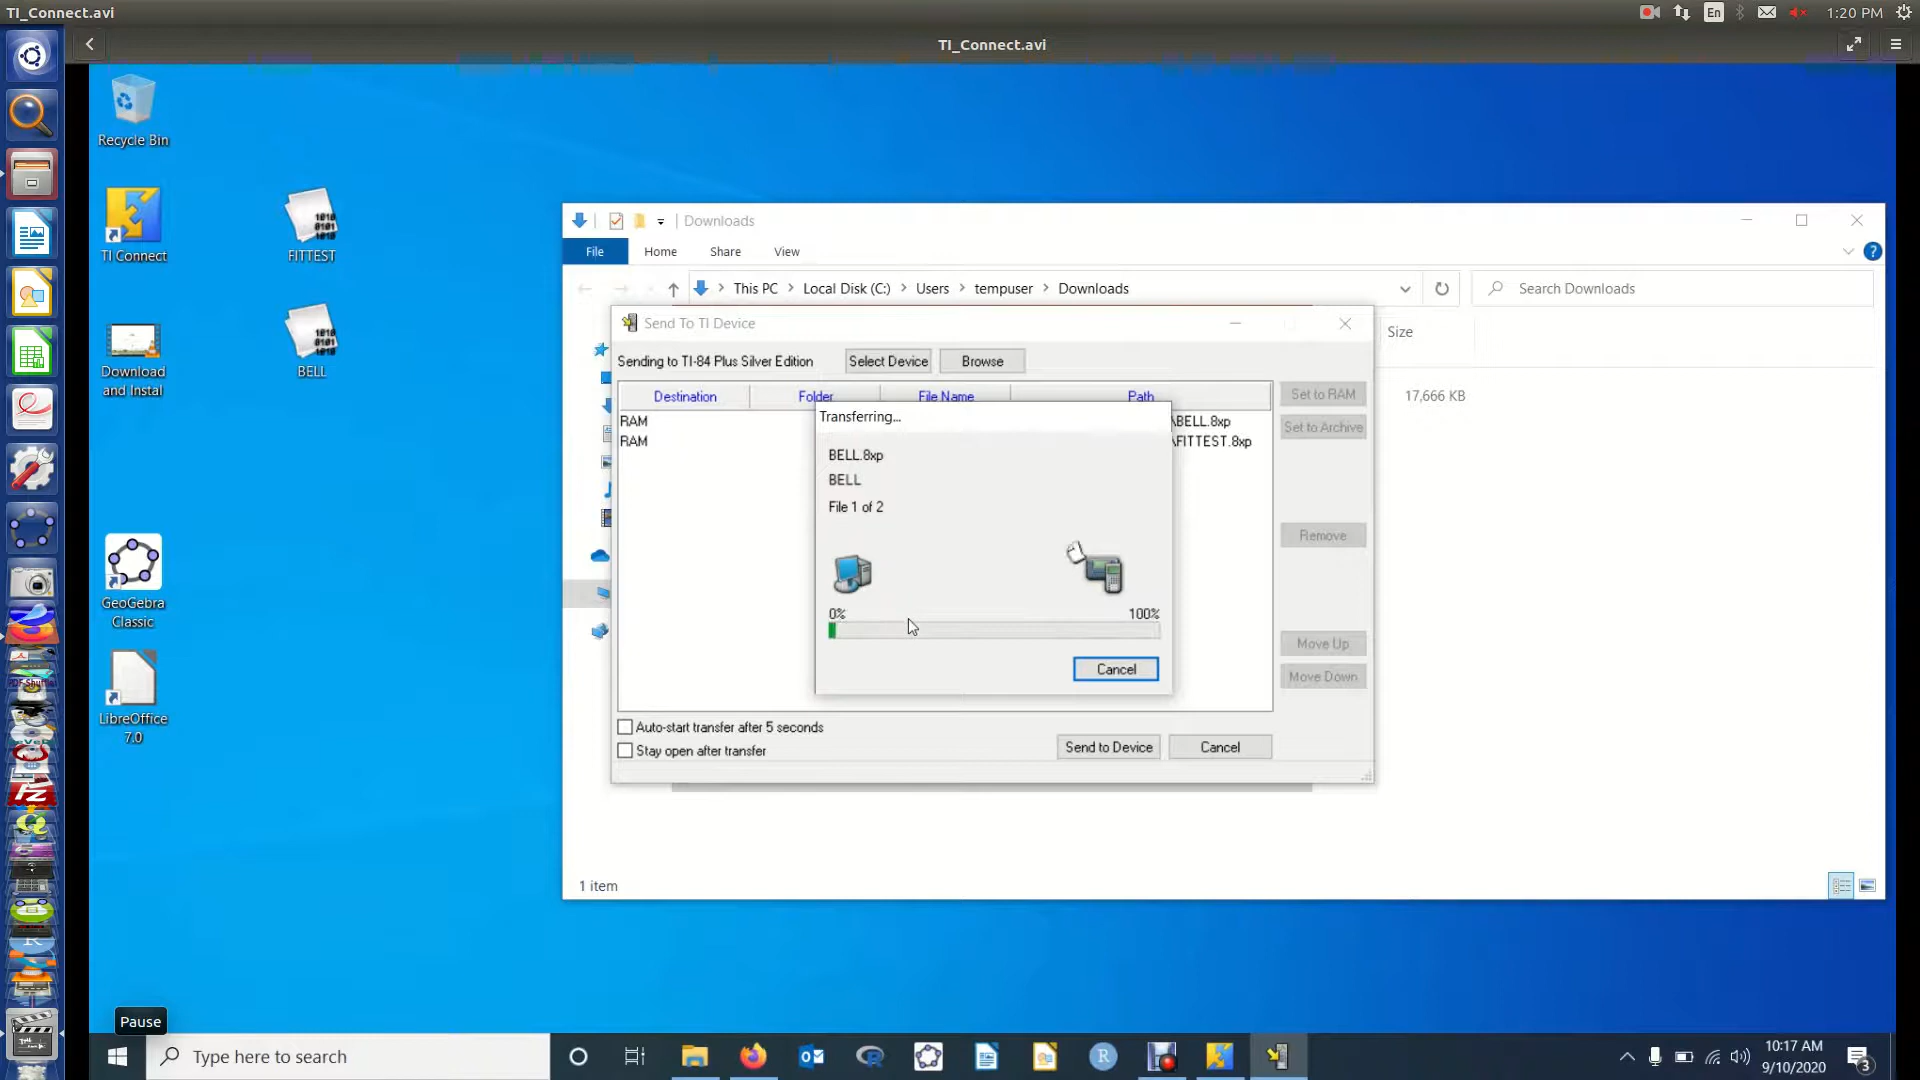 TI_Connect.avi
En
1:20 PM
TI_Connect.avi
Recycle Bin
TI Connect
FITTEST
Download
and Instal
BELL
GeoGebra
Classic
LibreOffice
7.0
Downloads
File
Home
Share
View
This PC
Local Disk (C:)
Users
tempuser
Downloads
Search Downloads
Size
17,666 KB
Send To TI Device
Sending to TI-84 Plus Silver Edition
Select Device
Browse
Destination
Folder
File Name
Path
RAM
\BELL.8xp
RAM
\FITTEST.8xp
Set to RAM
Set to Archive
Remove
Move Up
Move Down
Transferring...
BELL.8xp
BELL
File 1 of 2
0%
100%
Cancel
Auto-start transfer after 5 seconds
Stay open after transfer
Send to Device
Cancel
1 item
Pause
Type here to search
10:17 AM
9/10/2020
3